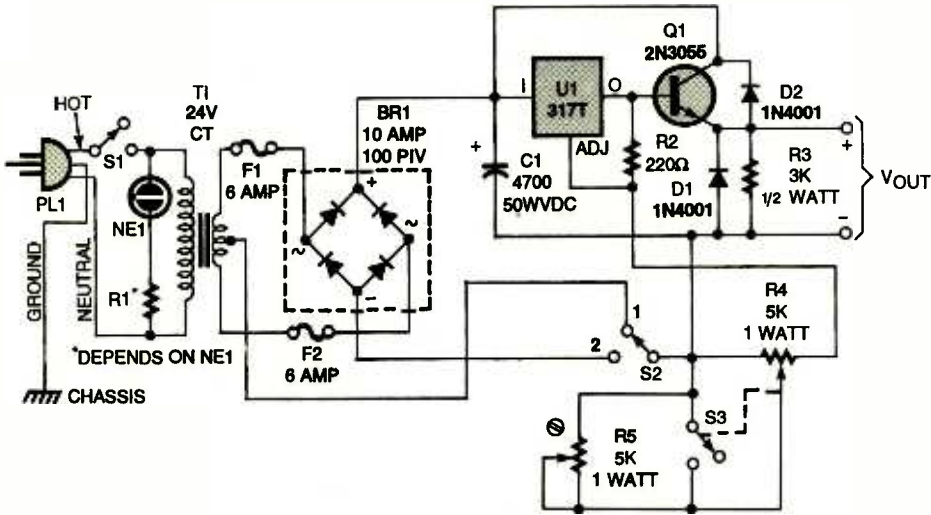 HOT
S1
PL1
GROUND
NEUTRAL
NE1
R1*
*DEPENDS ON NE1
CHASSIS
T1
24V
CT
F1
6 AMP
F2
6 AMP
BR1
10 AMP
100 PIV
+
~
~
-
+
C1
4700
50WVDC
I
U1
317T
O
ADJ
Q1
2N3055
R2
220Ω
D1
1N4001
D2
1N4001
R3
3K
1/2 WATT
+
VOUT
-
1
2
S2
R4
5K
1 WATT
S3
R5
5K
1 WATT